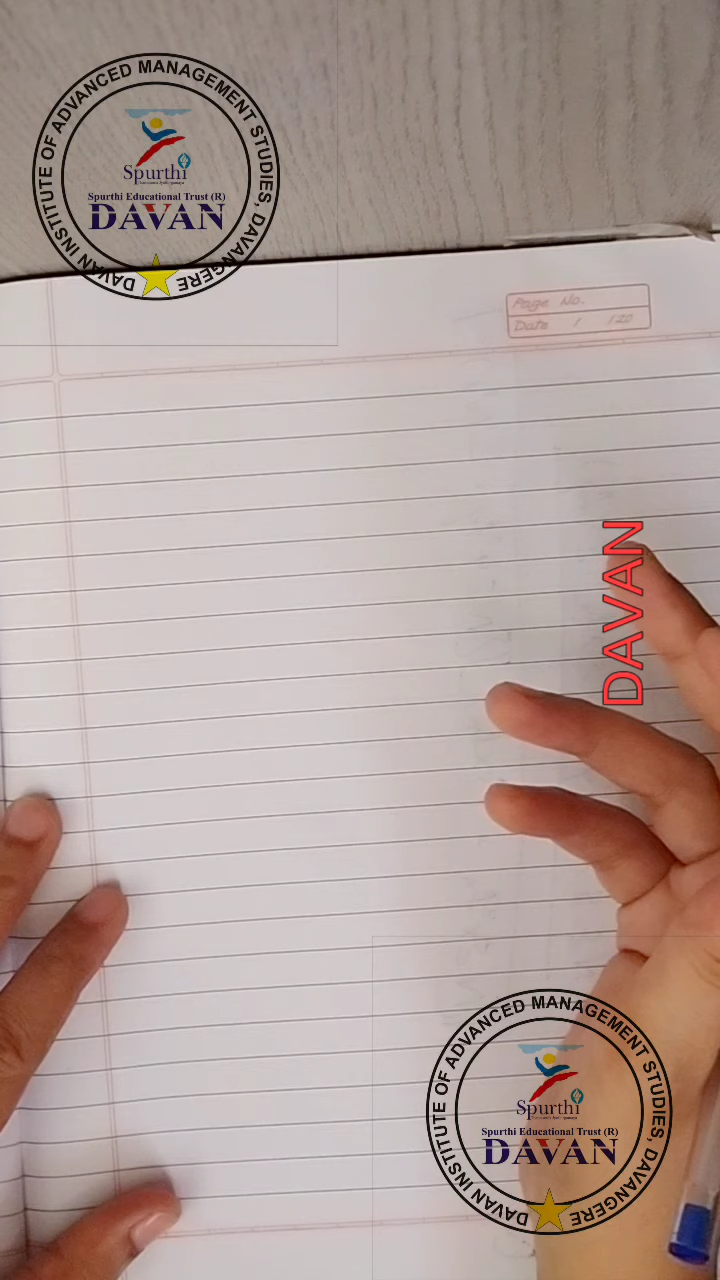 DAVAN INSTITUTE OF ADVANCED MANAGEMENT STUDIES, DAVANGERE
Spurthi
Spurthi Educational Trust (R)
DAVAN
Page No.
Date / /20
DAVAN
DAVAN INSTITUTE OF ADVANCED MANAGEMENT STUDIES, DAVANGERE
Spurthi
Spurthi Educational Trust (R)
DAVAN